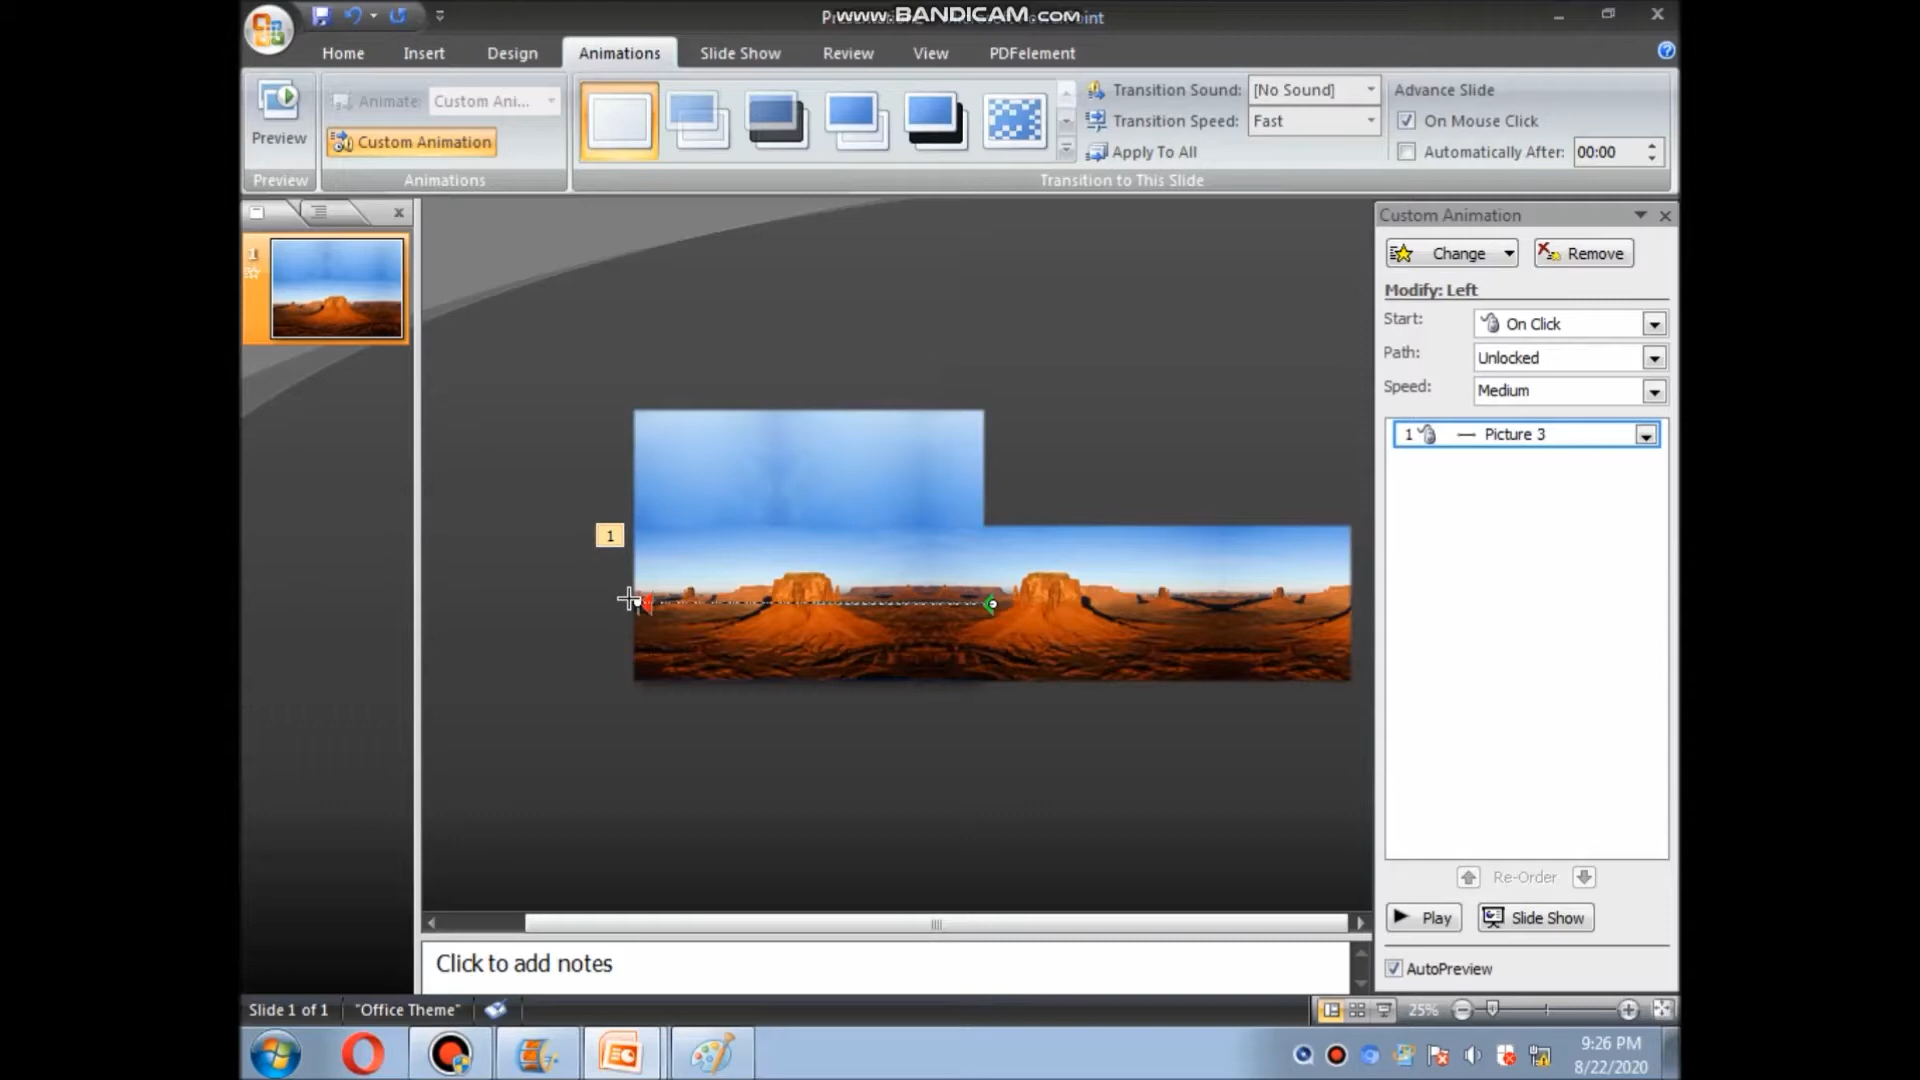 www.BANDICAM.com
Home Insert Design Animations Slide Show Review View PDFelement
Preview
Animate: Custom Ani...
Custom Animation
Transition Sound: [No Sound]
Transition Speed: Fast
Apply To All
Advance Slide
On Mouse Click
Automatically After: 00:00
Preview Animations Transition to This Slide
1
Custom Animation
Change Remove
Modify: Left
Start: On Click
Path: Unlocked
Speed: Medium
1 Picture 3
1
Re-Order
Play Slide Show
AutoPreview
Click to add notes
Slide 1 of 1 "Office Theme" 25%
9:26 PM
8/22/2020